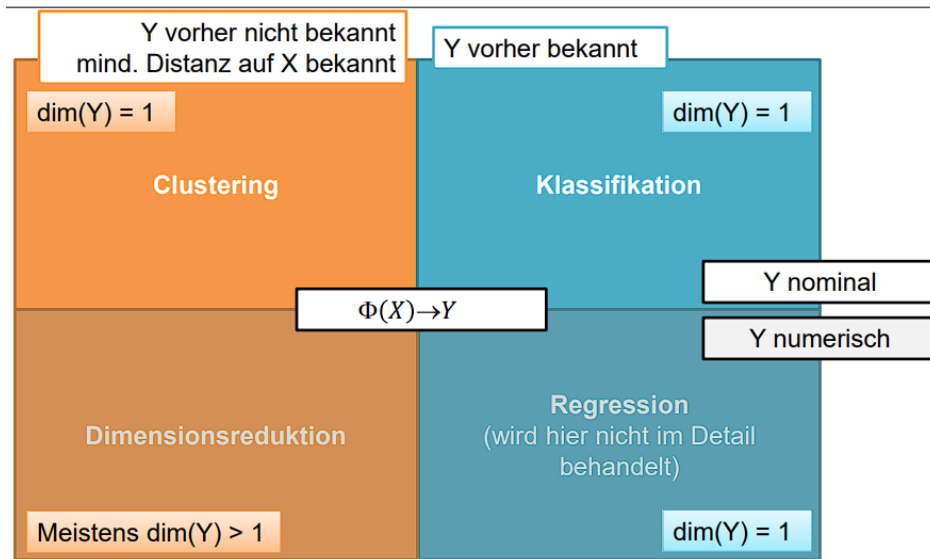 Y vorher nicht bekannt
mind. Distanz auf X bekannt
Y vorher bekannt
dim(Y) = 1
dim(Y) = 1
Clustering
Klassifikation
Y nominal
Φ(X)→Y
Y numerisch
Regression
(wird hier nicht im Detail
behandelt)
Dimensionsreduktion
Meistens dim(Y) > 1
dim(Y) = 1